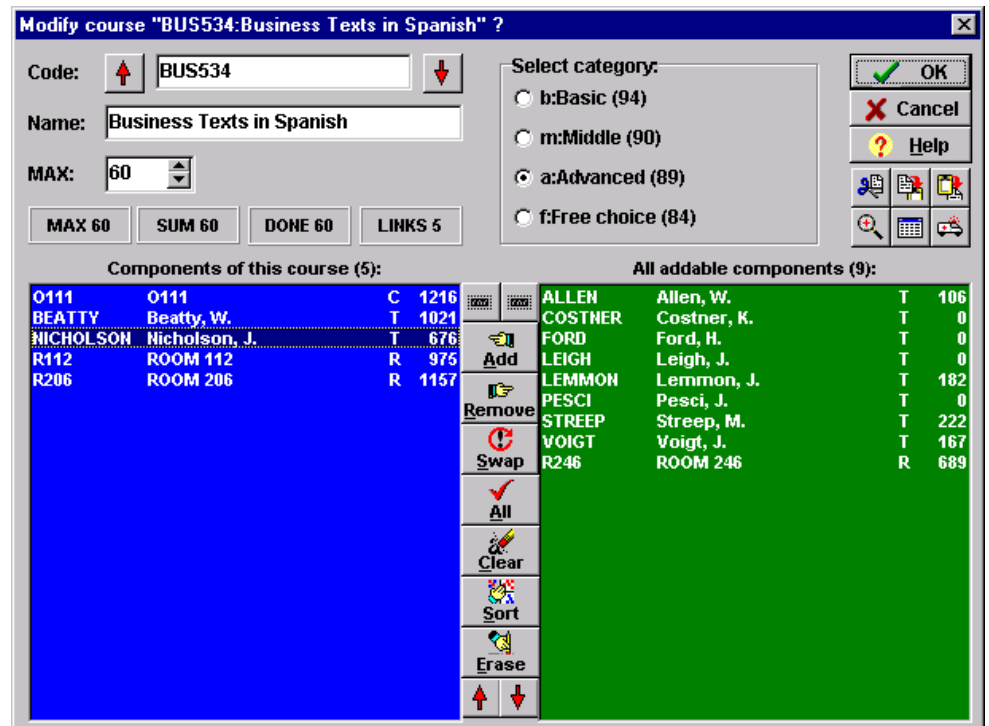 Modify course "BUS534:Business Texts in Spanish" ?
Code: BUS534
Name: Business Texts in Spanish
MAX: 60
MAX 60 SUM 60 DONE 60 LINKS 5
Select category:
b:Basic (94)
m:Middle (90)
a:Advanced (89)
f:Free choice (84)
OK
Cancel
? Help
Components of this course (5):
O111 O111 C 1216
BEATTY Beatty, W. T 1021
NICHOLSON Nicholson, J. T 676
R112 ROOM 112 R 975
R206 ROOM 206 R 1157
Add
Remove
Swap
All
Clear
Sort
Erase
All addable components (9):
ALLEN Allen, W. T 106
COSTNER Costner, K. T 0
FORD Ford, H. T 0
LEIGH Leigh, J. T 0
LEMMON Lemmon, J. T 182
PESCI Pesci, J. T 0
STREEP Streep, M. T 222
VOIGT Voigt, J. T 167
R246 ROOM 246 R 689